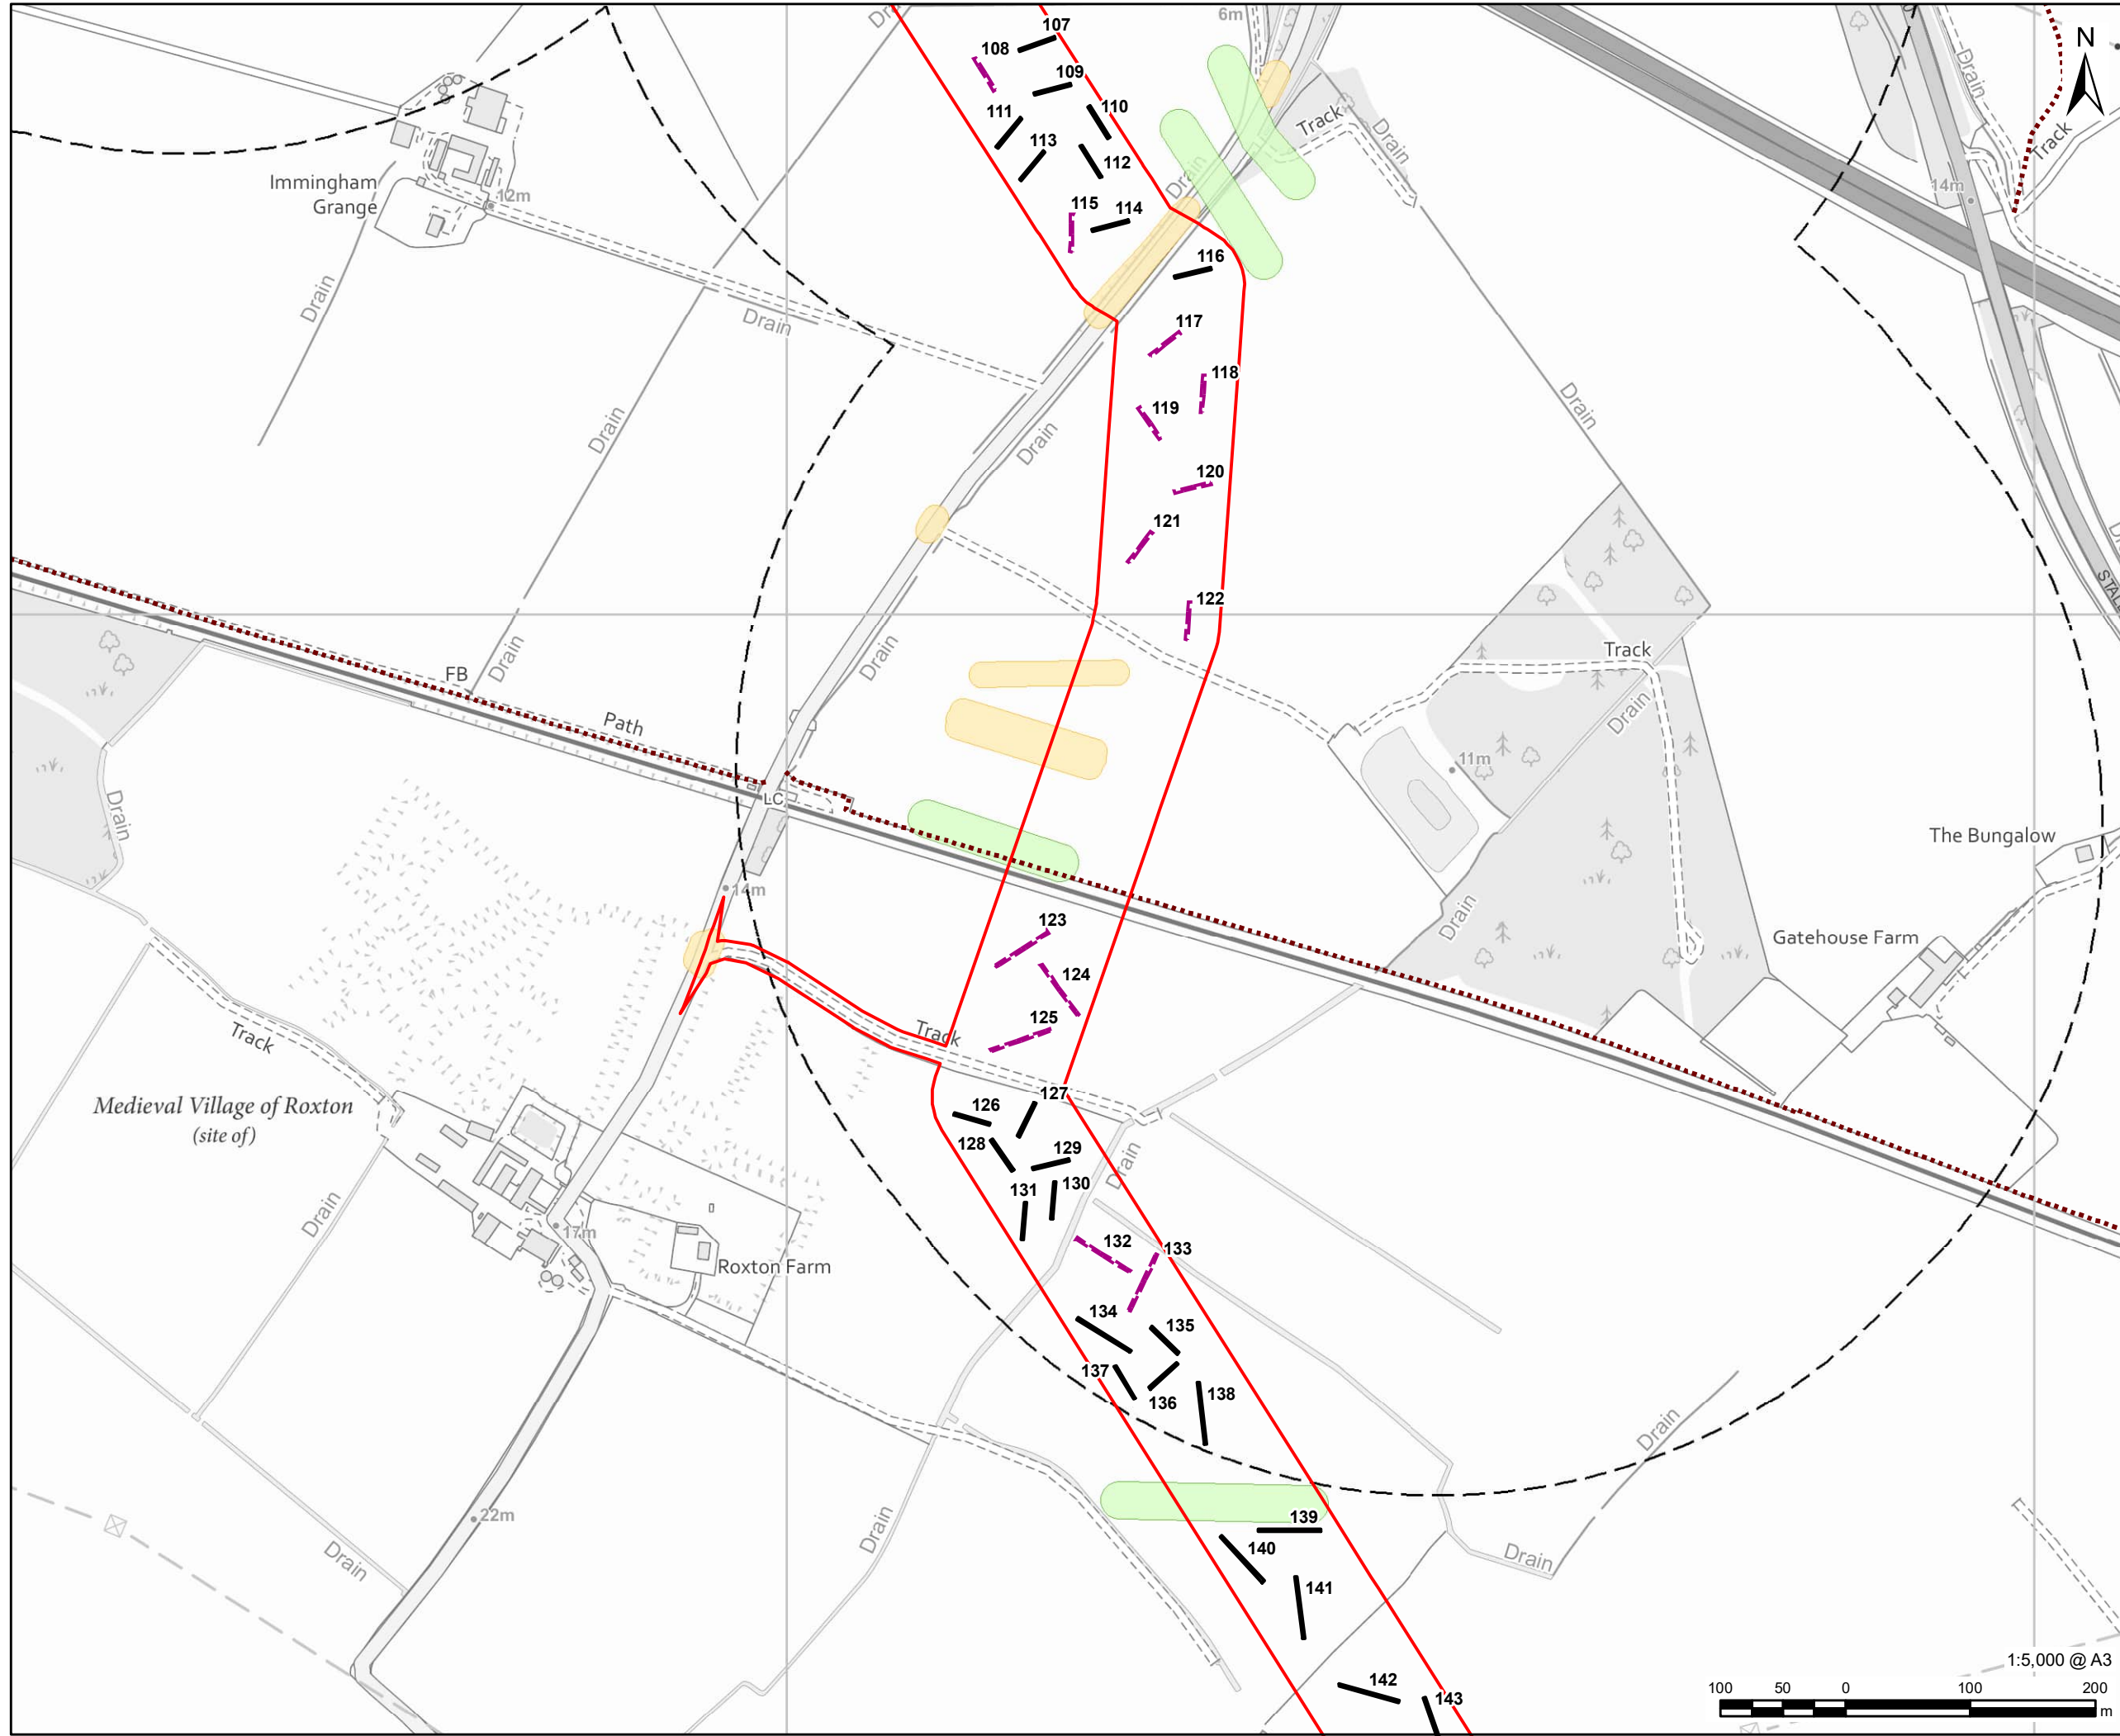 Dr
107
6m
N
108
109
Drain
110
Track
Drain
111
113
Track
112
Immingham
Grange
12m
Drain
14m
115
114
116
Drain
Drain
117
118
Drain
119
Drain
Drain
120
121
STAL
122
Drain
Drain
Track
FB
Path
Drain
11m
LC
Drain
The Bungalow
14m
Drain
123
Gatehouse Farm
124
Track
125
Track
Medieval Village of Roxton
(site of)
126
127
128
129
Drain
130
131
Drain
17m
132
133
Roxton Farm
134
135
137
136
138
Drain
22m
139
Drain
140
Drain
Drain
141
1:5,000 @ A3
142
143
100 50 0 100 200
m